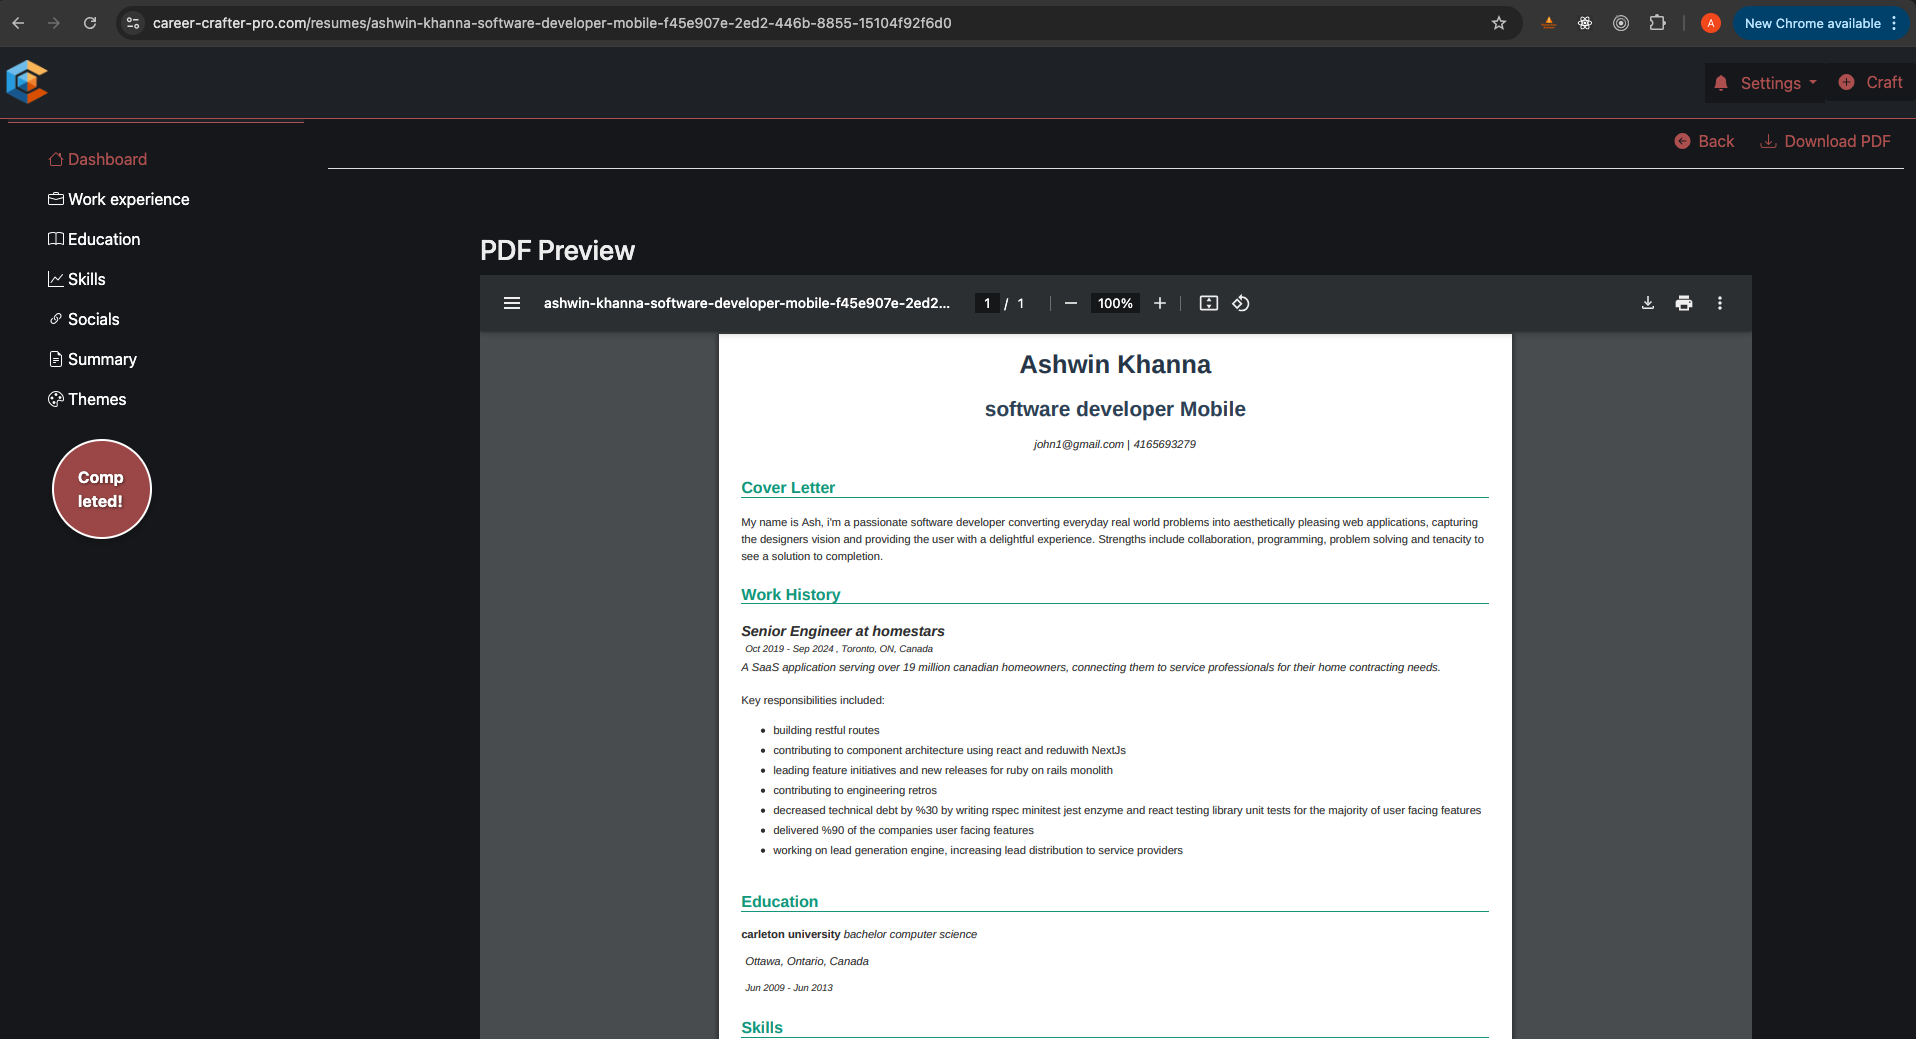 career-crafter-pro.com/resumes/ashwin-khanna-software-developer-mobile-f45e907e-2ed2-446b-8855-15104f92f6d0
A
New Chrome available
Settings
Craft
Back
Download PDF
Dashboard
Work experience
Education
Skills
Socials
Summary
Themes
Comp
leted!
PDF Preview
ashwin-khanna-software-developer-mobile-f45e907e-2ed2...
1 / 1
100%
Ashwin Khanna
software developer Mobile
john1@gmail.com | 4165693279
Cover Letter
My name is Ash, i'm a passionate software developer converting everyday real world problems into aesthetically pleasing web applications, capturing
the designers vision and providing the user with a delightful experience. Strengths include collaboration, programming, problem solving and tenacity to
see a solution to completion.
Work History
Senior Engineer at homestars
Oct 2019 - Sep 2024 , Toronto, ON, Canada
A SaaS application serving over 19 million canadian homeowners, connecting them to service professionals for their home contracting needs.
Key responsibilities included:
• building restful routes
• contributing to component architecture using react and reduwith NextJs
• leading feature initiatives and new releases for ruby on rails monolith
• contributing to engineering retros
• decreased technical debt by %30 by writing rspec minitest jest enzyme and react testing library unit tests for the majority of user facing features
• delivered %90 of the companies user facing features
• working on lead generation engine, increasing lead distribution to service providers
Education
carleton university bachelor computer science
Ottawa, Ontario, Canada
Jun 2009 - Jun 2013
Skills